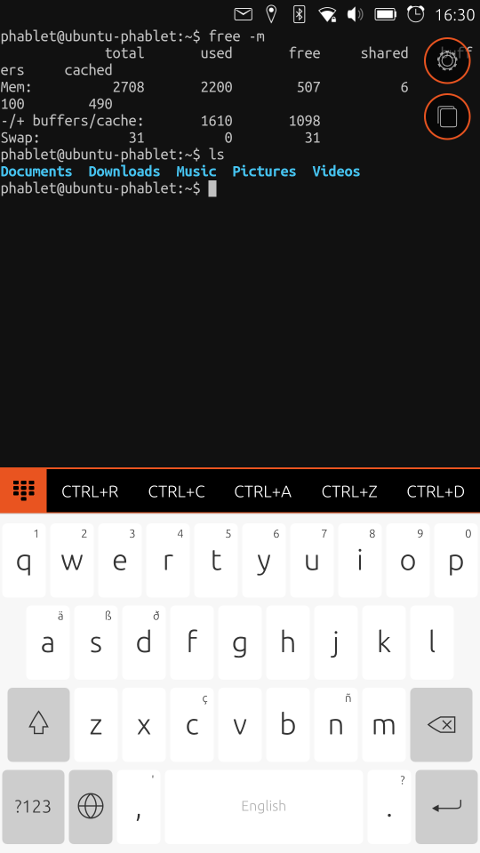 16:30
phablet@ubuntu-phablet:~$ free -m
total used free shared buff
ers cached
Mem: 2708 2200 507 6
100 490
-/+ buffers/cache: 1610 1098
Swap: 31 0 31
phablet@ubuntu-phablet:~$ ls
Documents Downloads Music Pictures Videos
phablet@ubuntu-phablet:~$
CTRL+R CTRL+C CTRL+A CTRL+Z CTRL+D
1 2 3 4 5 6 7 8 9 0
q w e r t y u i o p
ä ß ð
a s d f g h j k l
ç ñ
z x c v b n m
' ?
?123 , English .